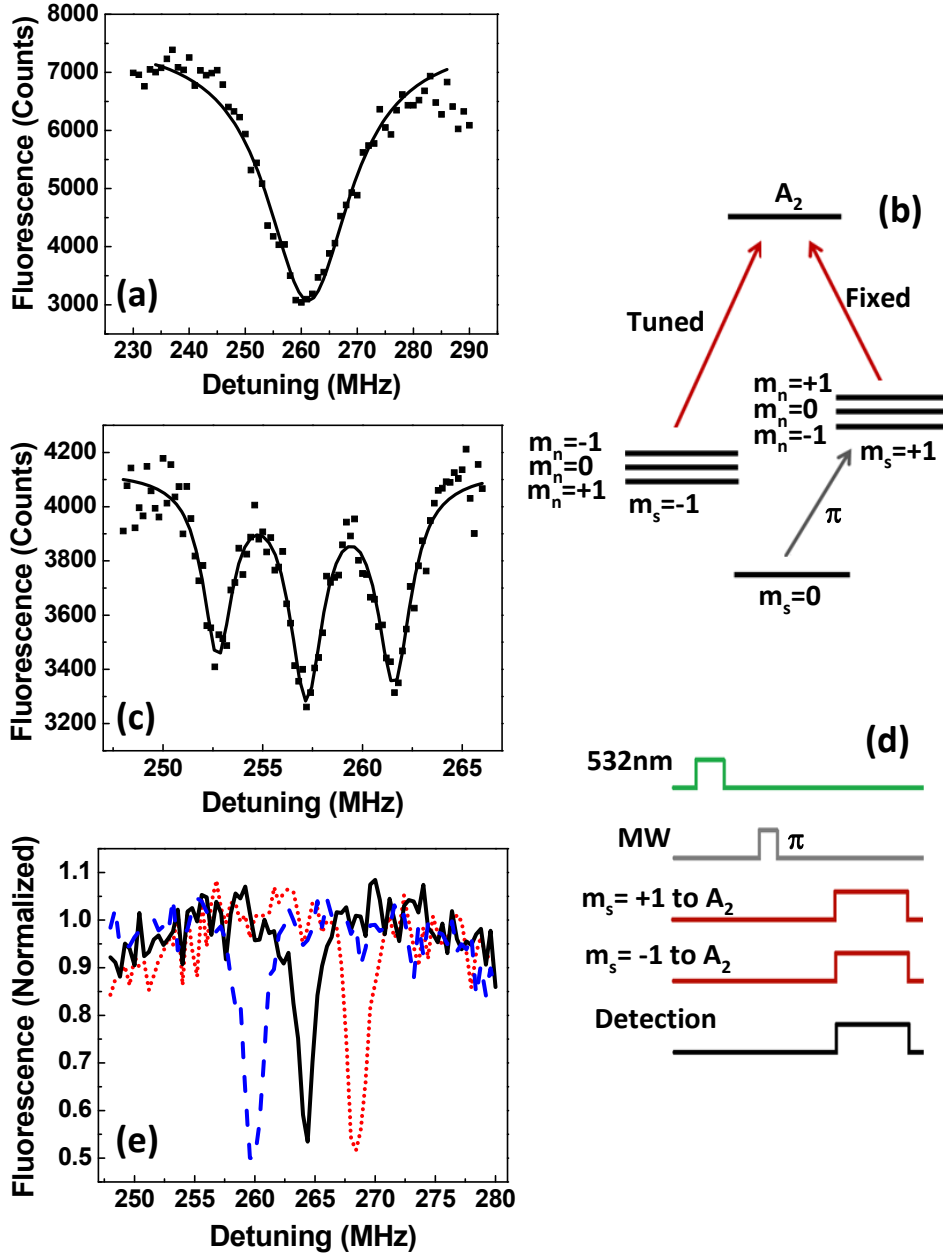 8000
7000
6000
5000
4000
3000
Fluorescence (Counts)
(a)
230 240 250 260 270 280 290
Detuning (MHz)
(b)
A2
Tuned
Fixed
mn=+1
mn=0
mn=-1
ms=+1
mn=-1
mn=0
mn=+1
ms=-1
π
ms=0
4200
4000
3800
3600
3400
3200
Fluorescence (Counts)
(c)
250 255 260 265
Detuning (MHz)
(d)
532nm
MW
π
ms= +1 to A2
ms= -1 to A2
Detection
1.1
1.0
0.9
0.8
0.7
0.6
0.5
Fluorescence (Normalized)
(e)
250 255 260 265 270 275 280
Detuning (MHz)